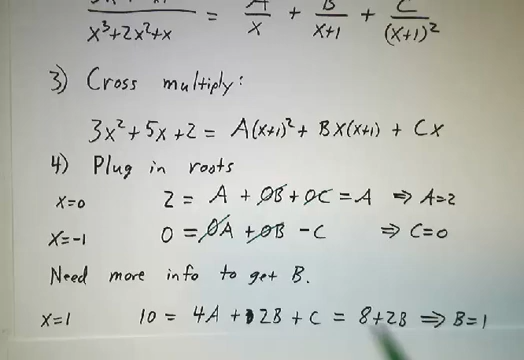 x³+2x²+x = A/x + B/x+1 + C/(x+1)²
3) Cross multiply:
3x²+5x+2 = A(x+1)² + Bx(x+1) + Cx
4) Plug in roots
x=0 2 = A + 0B + 0C = A ⇒ A=2
x=-1 0 = 0A + 0B - C ⇒ C=0
Need more info to get B.
x=1 10 = 4A + 2B + C = 8+2B ⇒ B=1